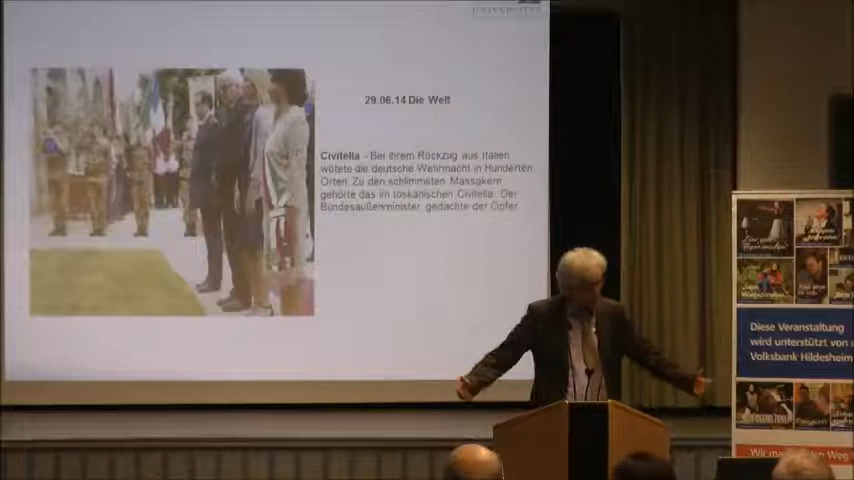 UNIVERSITÄT
29.06.14 Die Welt
Civitella - Bei ihrem Rückzug aus Italien
wütete die deutsche Wehrmacht in Hunderten
Orten. Zu den schlimmsten Massakern
gehörte das im toskanischen Civitella. Der
Bundesaußenminister gedachte der Opfer.
Diese Veranstaltung
wird unterstützt von
Volksbank Hildesheim
Weg